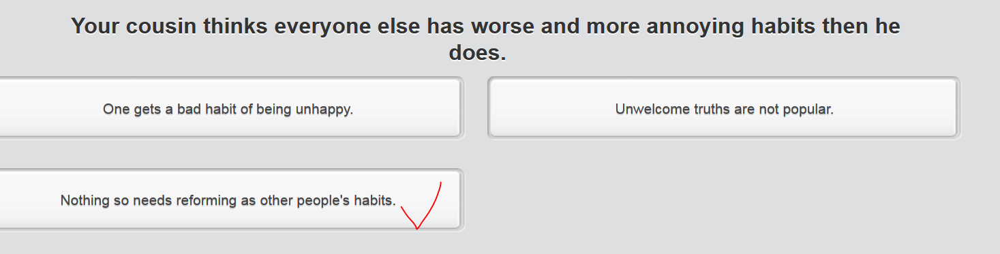 Your cousin thinks everyone else has worse and more annoying habits then he
does.
One gets a bad habit of being unhappy.
Unwelcome truths are not popular.
Nothing so needs reforming as other people's habits.